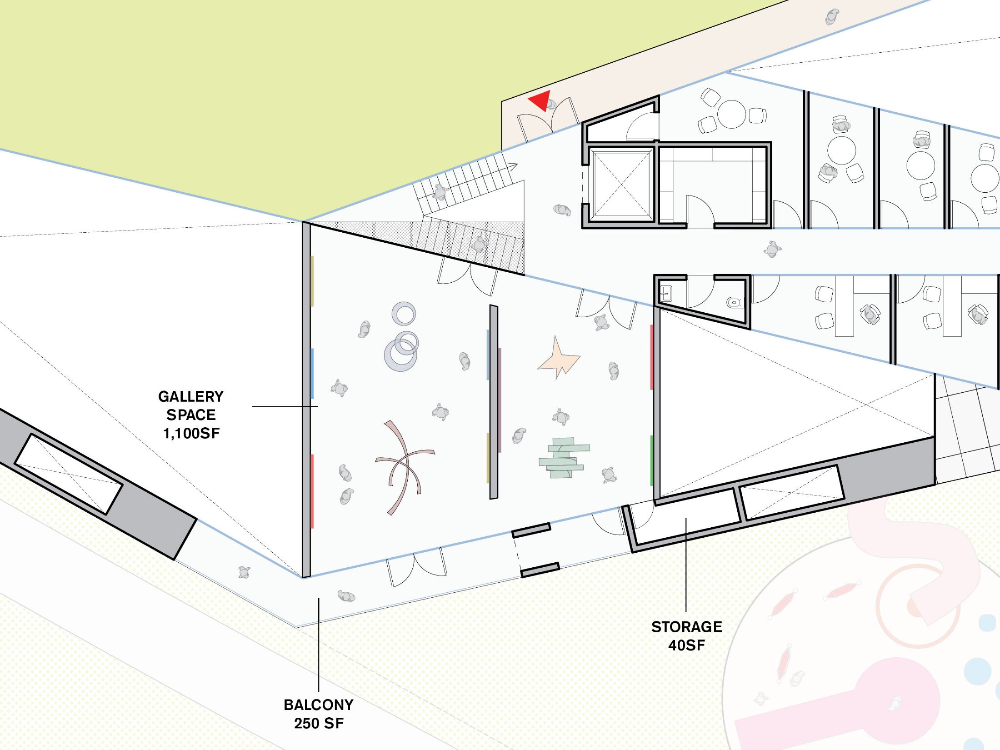 GALLERY
SPACE
1,100SF
STORAGE
40SF
BALCONY
250 SF